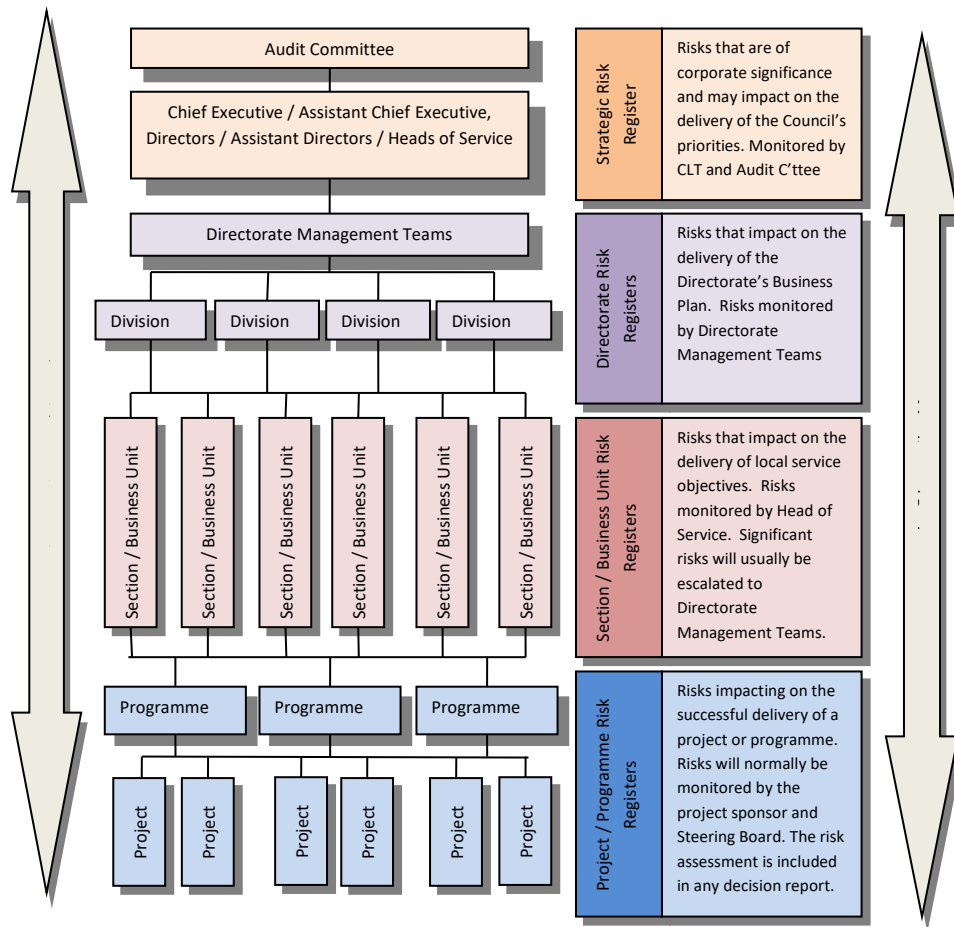 Audit Committee
Chief Executive / Assistant Chief Executive,
Directors / Assistant Directors / Heads of Service
Strategic Risk
Register
Risks that are of
corporate significance
and may impact on the
delivery of the Council’s
priorities. Monitored by
CLT and Audit C’ttee
Directorate Management Teams
Division
Division
Division
Division
Directorate Risk
Registers
Risks that impact on the
delivery of the
Directorate’s Business
Plan. Risks monitored
by Directorate
Management Teams
Section / Business Unit
Section / Business Unit
Section / Business Unit
Section / Business Unit
Section / Business Unit
Section / Business Unit
Section / Business Unit Risk
Registers
Risks that impact on the
delivery of local service
objectives. Risks
monitored by Head of
Service. Significant
risks will usually be
escalated to
Directorate
Management Teams.
Programme
Programme
Programme
Project
Project
Project
Project
Project
Project
Project / Programme Risk
Registers
Risks impacting on the
successful delivery of a
project or programme.
Risks will normally be
monitored by the
project sponsor and
Steering Board. The risk
assessment is included
in any decision report.